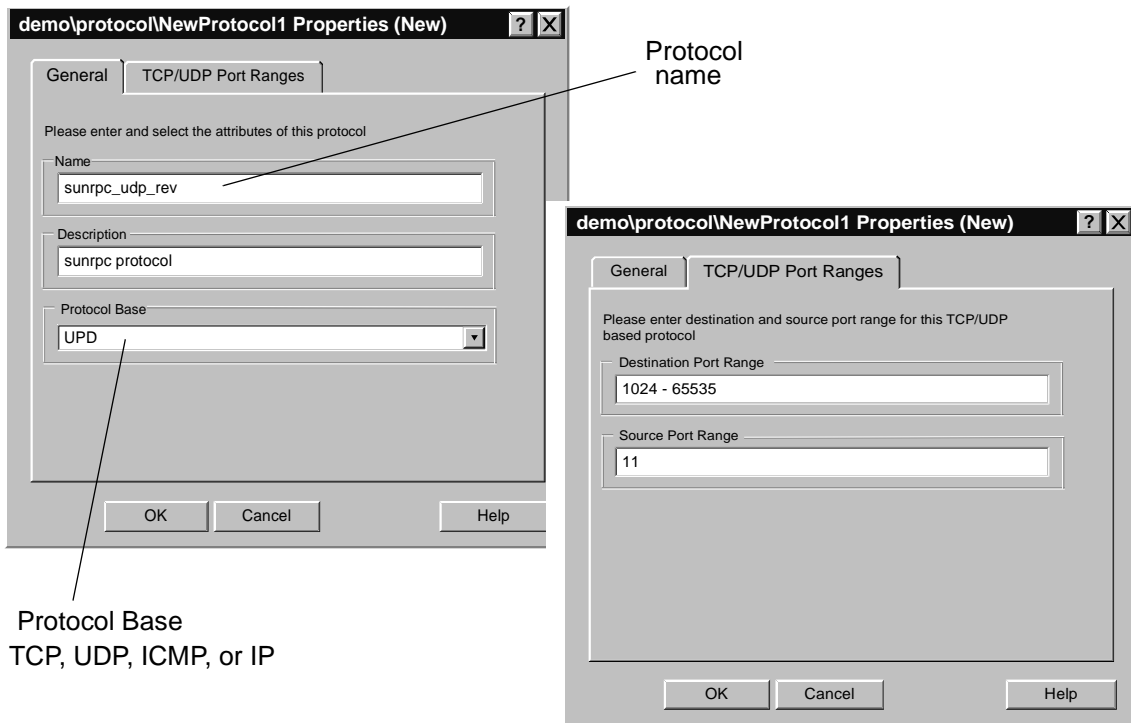 demo\protocol\NewProtocol1 Properties (New) ? X
General TCP/UDP Port Ranges
Please enter and select the attributes of this protocol
Name
sunrpc_udp_rev
Description
sunrpc protocol
Protocol Base
UPD
OK Cancel Help
Protocol
name
Protocol Base
TCP, UDP, ICMP, or IP
demo\protocol\NewProtocol1 Properties (New) ? X
General TCP/UDP Port Ranges
Please enter destination and source port range for this TCP/UDP
based protocol
Destination Port Range
1024 - 65535
Source Port Range
11
OK Cancel Help